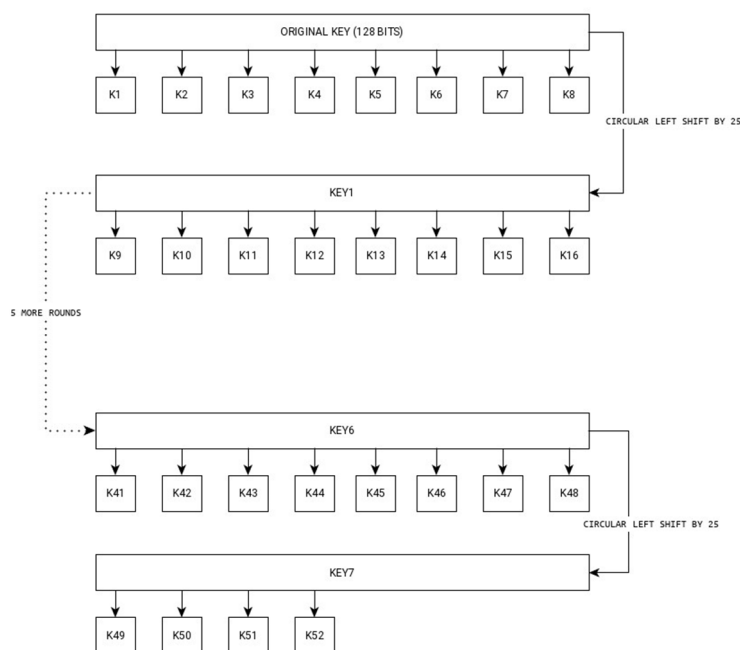 ORIGINAL KEY (128 BITS)
K1 K2 K3 K4 K5 K6 K7 K8
CIRCULAR LEFT SHIFT BY 25
KEY1
K9 K10 K11 K12 K13 K14 K15 K16
5 MORE ROUNDS
KEY6
K41 K42 K43 K44 K45 K46 K47 K48
CIRCULAR LEFT SHIFT BY 25
KEY7
K49 K50 K51 K52